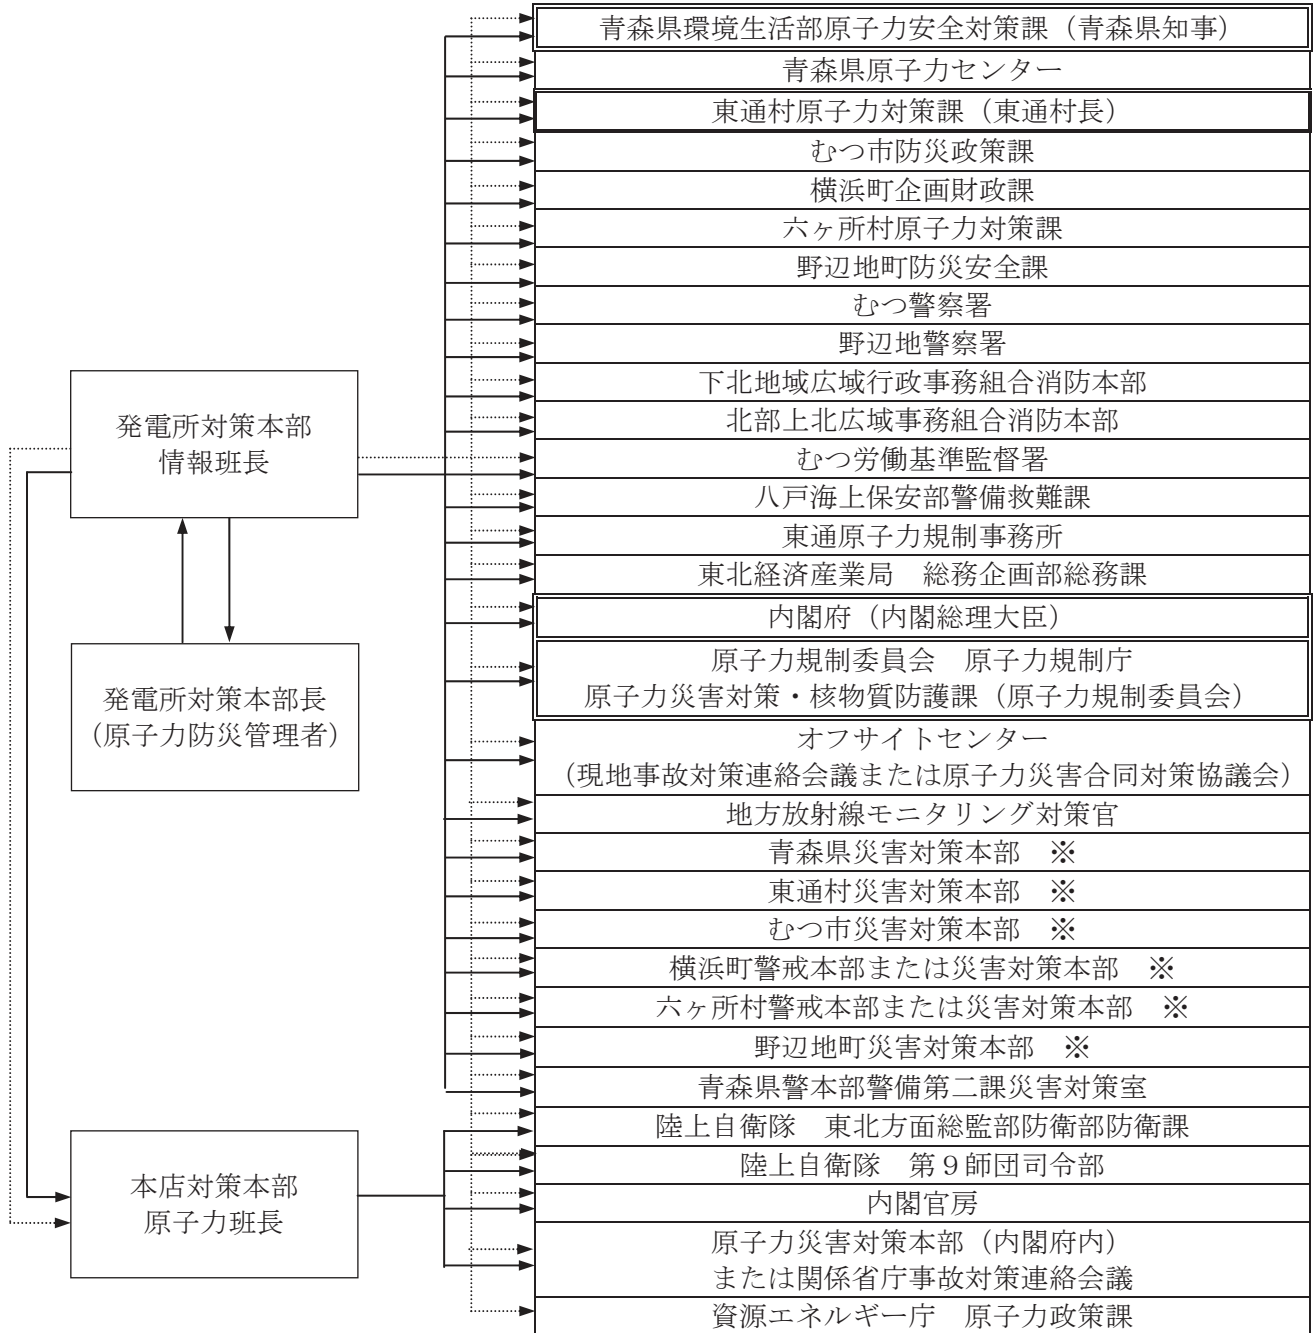 青森県環境生活部原子力安全対策課（青森県知事）
青森県原子力センター
東通村原子力対策課（東通村長）
むつ市防災政策課
横浜町企画財政課
六ヶ所村原子力対策課
野辺地町防災安全課
むつ警察署
野辺地警察署
下北地域広域行政事務組合消防本部
北部上北広域事務組合消防本部
むつ労働基準監督署
八戸海上保安部警備救難課
東通原子力規制事務所
東北経済産業局　総務企画部総務課
内閣府（内閣総理大臣）
原子力規制委員会　原子力規制庁
原子力災害対策・核物質防護課（原子力規制委員会）
オフサイトセンター
（現地事故対策連絡会議または原子力災害合同対策協議会）
地方放射線モニタリング対策官
青森県災害対策本部　※
東通村災害対策本部　※
むつ市災害対策本部　※
横浜町警戒本部または災害対策本部　※
六ヶ所村警戒本部または災害対策本部　※
野辺地町災害対策本部　※
青森県警本部警備第二課災害対策室
陸上自衛隊　東北方面総監部防衛部防衛課
陸上自衛隊　第９師団司令部
内閣官房
原子力災害対策本部（内閣府内）
または関係省庁事故対策連絡会議
資源エネルギー庁　原子力政策課
発電所対策本部
情報班長
発電所対策本部長
（原子力防災管理者）
本店対策本部
原子力班長